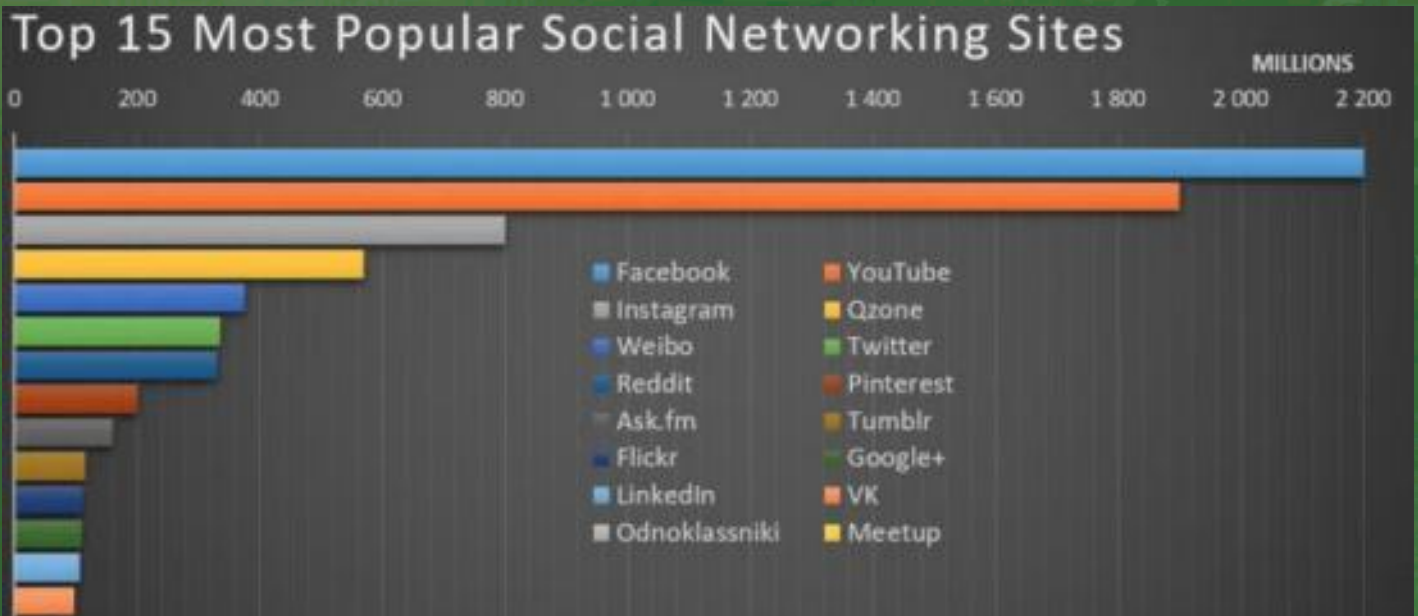 Top 15 Most Popular Social Networking Sites
MILLIONS
0 200 400 600 800 1 000 1 200 1 400 1 600 1 800 2 000 2 200
Facebook YouTube
Instagram Qzone
Weibo Twitter
Reddit Pinterest
Ask.fm Tumblr
Flickr Google+
LinkedIn VK
Odnoklassniki Meetup